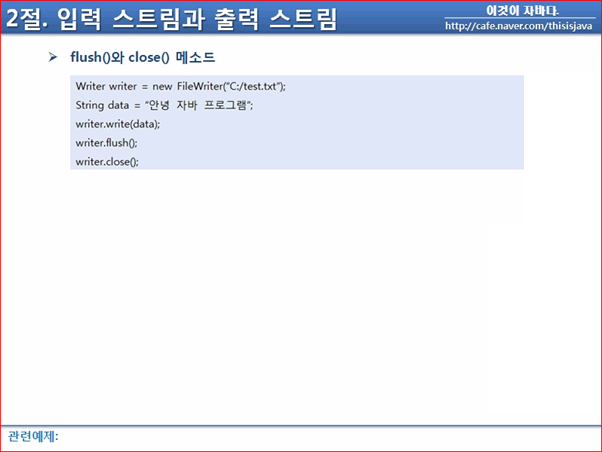 2절. 입력 스트림과 출력 스트림
이것이 자바다.
http://cafe.naver.com/thisisjava
➢ flush()와 close() 메소드
Writer writer = new FileWriter("C:/test.txt");
String data = "안녕 자바 프로그램";
writer.write(data);
writer.flush();
writer.close();
관련예제: